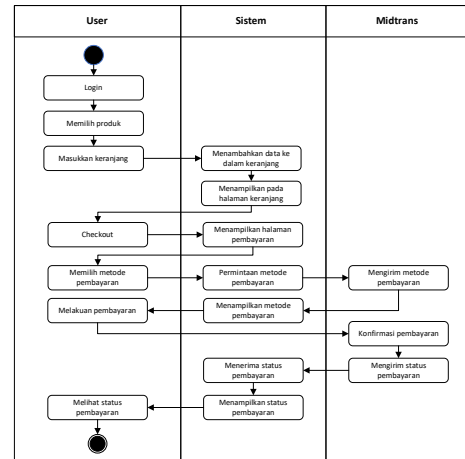 User
Sistem
Midtrans
Login
Memilih produk
Masukkan keranjang
Menambahkan data ke
dalam keranjang
Menampilkan pada
halaman keranjang
Checkout
Menampilkan halaman
pembayaran
Memilih metode
pembayaran
Permintaan metode
pembayaran
Mengirim metode
pembayaran
Melakuan pembayaran
Menampilkan metode
pembayaran
Konfirmasi pembayaran
Menerima status
pembayaran
Mengirim status
pembayaran
Melihat status
pembayaran
Menampilkan status
pembayaran